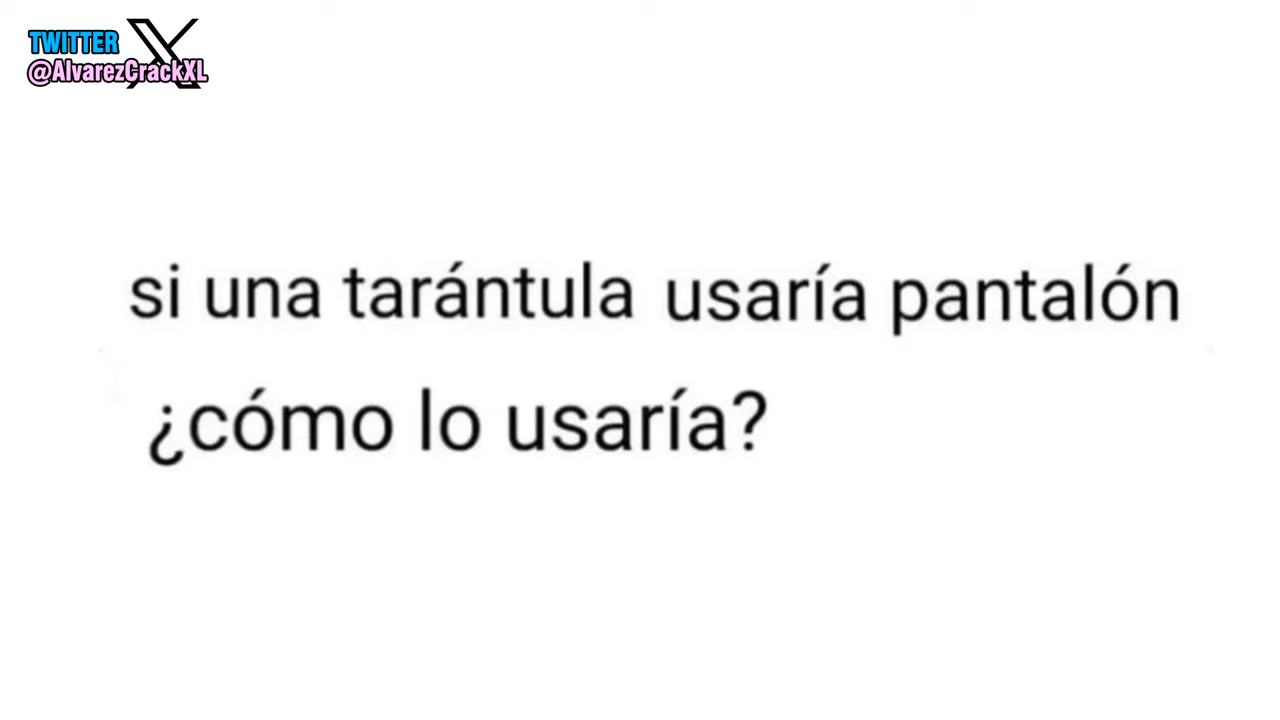 TWITTER X
@AlvarezCrackXL
si una tarántula usaría pantalón
¿cómo lo usaría?